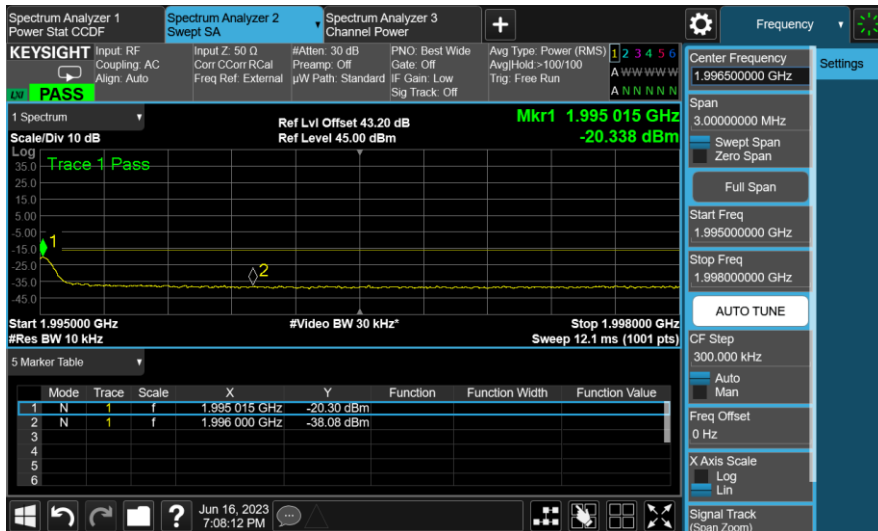 Spectrum Analyzer 1
Power Stat CCDF
Spectrum Analyzer 2
Swept SA
Spectrum Analyzer 3
Channel Power
Frequency
KEYSIGHT
Input: RF
Coupling: AC
Align: Auto
Input Z: 50 Ω
Corr CCorr RCal
Freq Ref: External
#Atten: 30 dB
Preamp: Off
µW Path: Standard
PNO: Best Wide
Gate: Off
IF Gain: Low
Sig Track: Off
Avg Type: Power (RMS)
Avg|Hold:>100/100
Trig: Free Run
1 2 3 4 5 6
A W W W W W
A N N N N N
LXI PASS
Center Frequency
1.996500000 GHz
Settings
Span
3.00000000 MHz
Swept Span
Zero Span
Full Span
Start Freq
1.995000000 GHz
Stop Freq
1.998000000 GHz
AUTO TUNE
CF Step
300.000 kHz
Auto
Man
Freq Offset
0 Hz
X Axis Scale
Log
Lin
Signal Track
(Span Zoom)
1 Spectrum
Scale/Div 10 dB
Ref Lvl Offset 43.20 dB
Ref Level 45.00 dBm
Mkr1 1.995 015 GHz
-20.338 dBm
Log
Trace 1 Pass
35.0
25.0
15.0
5.00
-5.00
-15.0
-25.0
-35.0
-45.0
1
2
Start 1.995000 GHz
#Res BW 10 kHz
#Video BW 30 kHz*
Stop 1.998000 GHz
Sweep 12.1 ms (1001 pts)
5 Marker Table
Mode Trace Scale X Y Function Function Width Function Value
1 N 1 f 1.995 015 GHz -20.30 dBm
2 N 1 f 1.996 000 GHz -38.08 dBm
3
4
5
6
?
Jun 16, 2023
7:08:12 PM